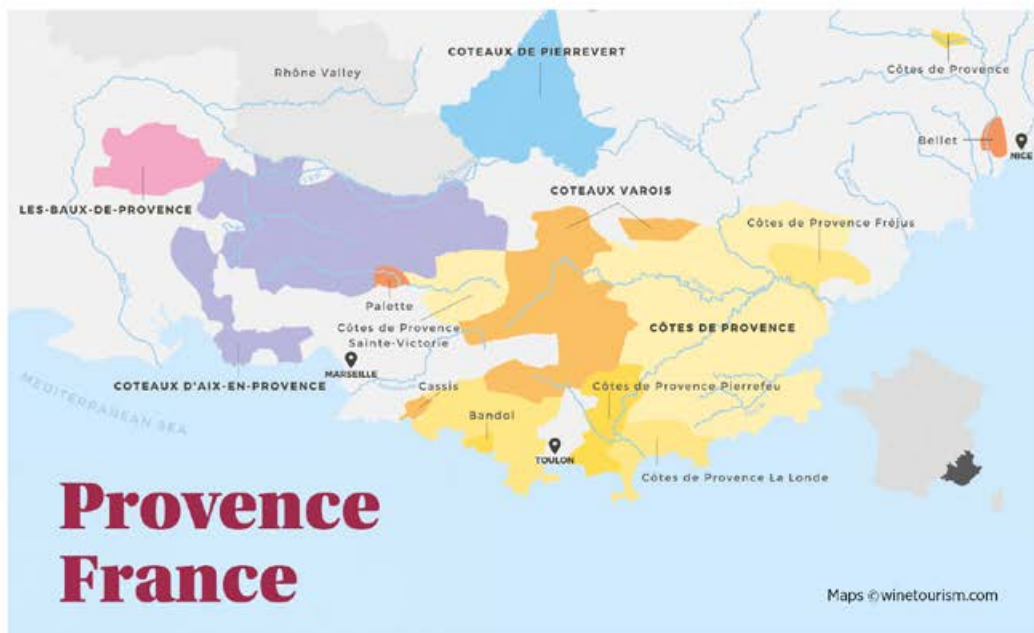 COTEAUX DE PIERREVERT
Rhône Valley
Côtes de Provence
Bellet
NICE
LES-BAUX-DE-PROVENCE
COTEAUX VAROIS
Côtes de Provence Fréjus
Palette
Côtes de Provence
Sainte-Victorie
CÔTES DE PROVENCE
MARSEILLE
COTEAUX D'AIX-EN-PROVENCE
Cassis
Côtes de Provence Pierrefeu
MEDITERRANEAN SEA
Bandol
TOULON
Côtes de Provence La Londe
Provence
France
Maps ©winetourism.com